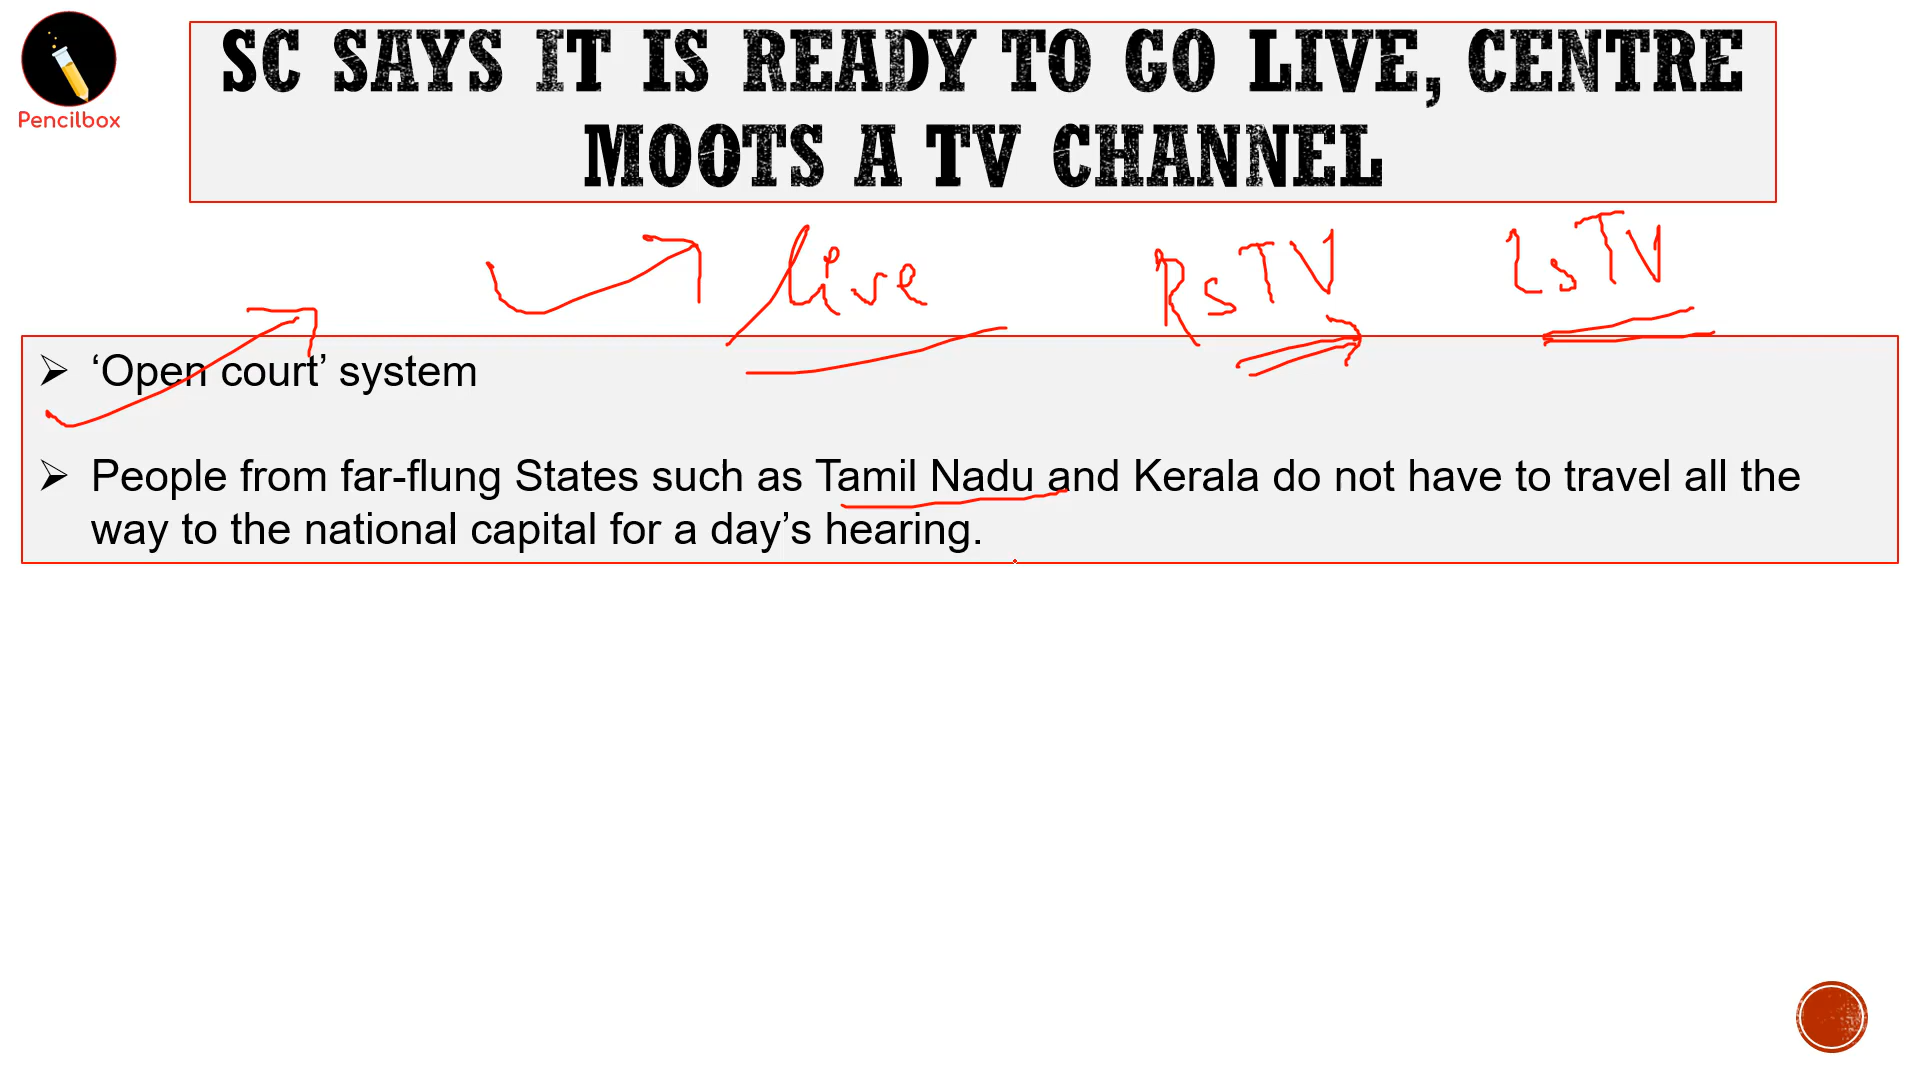 Pencilbox
SC SAYS IT IS READY TO GO LIVE, CENTRE
MOOTS A TV CHANNEL
live RSTV LSTV
‘Open court’ system
People from far-flung States such as Tamil Nadu and Kerala do not have to travel all the
way to the national capital for a day’s hearing.